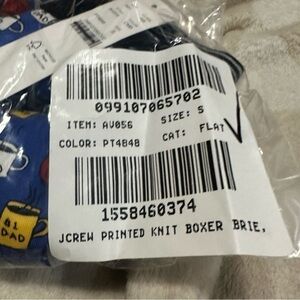 099107065702
ITEM: AV056 SIZE: S
COLOR: PT4848 CAT: FLAT
1558460374
JCREW PRINTED KNIT BOXER BRIE,
#1
DAD